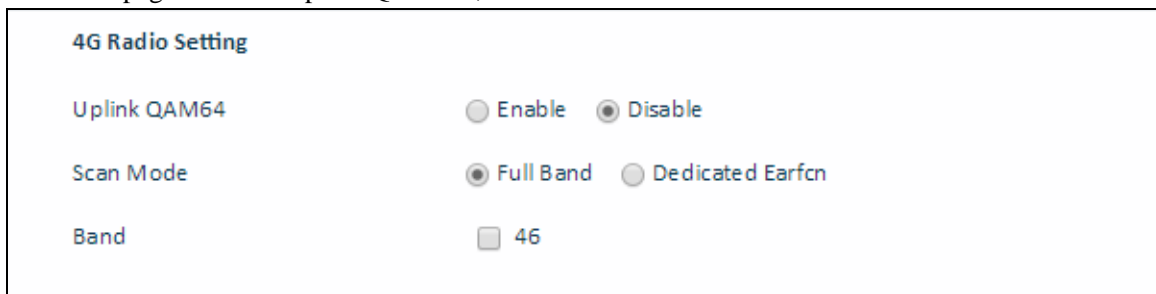 4G Radio Setting
Uplink QAM64 Enable Disable
Scan Mode Full Band Dedicated Earfcn
Band 46